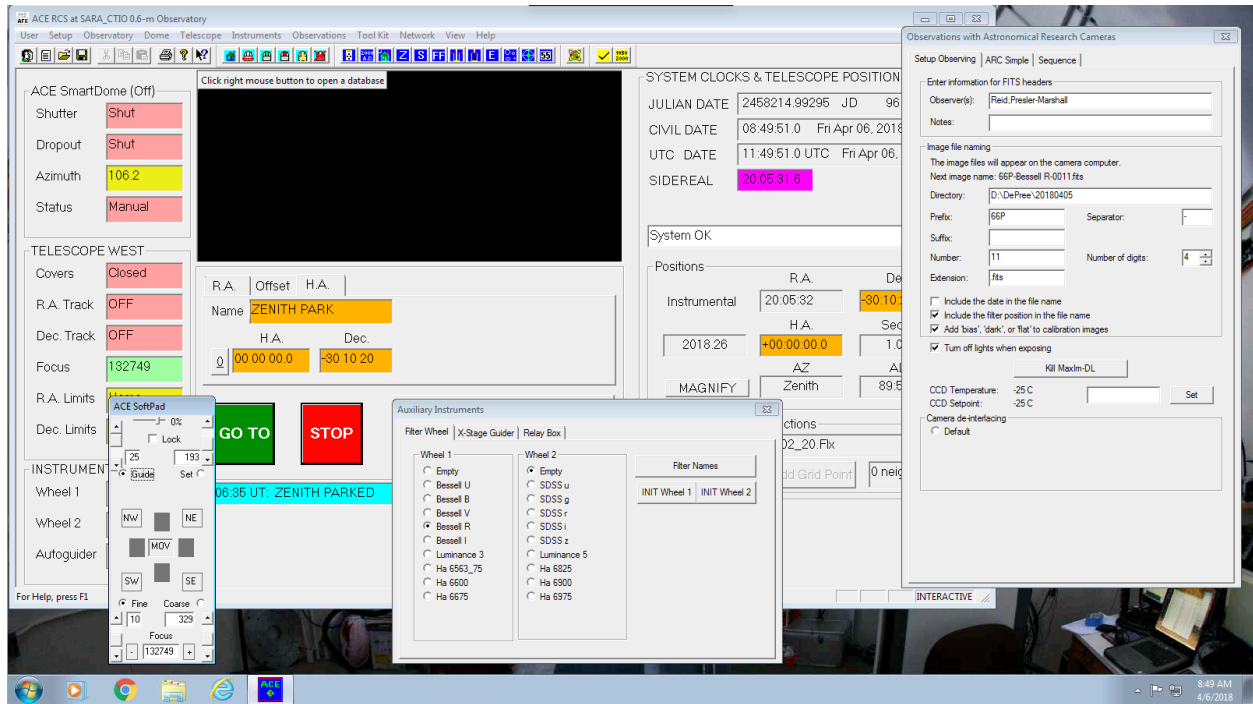 ACE RCS at SARA_CTIO 0.6-m Observatory
User Setup Observatory Dome Telescope Instruments Observations Tool Kit Network View Help
Click right mouse button to open a database
ACE SmartDome (Off)
Shutter Shut
Dropout Shut
Azimuth 106.2
Status Manual
TELESCOPE WEST
Covers Closed
R.A. Track OFF
Dec. Track OFF
Focus 132749
R.A. Limits
Dec. Limits
INSTRUMEN
Wheel 1
Wheel 2
Autoguider
For Help, press F1
R.A. Offset H.A.
Name ZENITH PARK
H.A. Dec.
0 00 00 00.0 -30 10 20
GO TO STOP
06:35 UT: ZENITH PARKED
SYSTEM CLOCKS & TELESCOPE POSITION
JULIAN DATE 2458214.99295 JD 96
CIVIL DATE 08:49:51.0 Fri Apr 06, 2018
UTC DATE 11:49:51.0 UTC Fri Apr 06,
SIDEREAL 20:05:31.6
System OK
Positions
R.A. De
Instrumental 20:05:32 -30:10:
H.A. Sec
2018.26 +00:00:00.0 1.0
AZ Al
MAGNIFY Zenith 89:5
ctions
02_20.Flx
dd Grid Point 0 neig
INTERACTIVE
ACE SoftPad
0%
Lock
25 193
Guide Set
NW NE
MOV
SW SE
Fine Coarse
10 329
Focus
- 132749 +
Auxiliary Instruments
Filter Wheel X-Stage Guider Relay Box
Wheel 1
Empty
Bessell U
Bessell B
Bessell V
Bessell R
Bessell I
Luminance 3
Ha 6563_75
Ha 6600
Ha 6675
Wheel 2
Empty
SDSS u
SDSS g
SDSS r
SDSS i
SDSS z
Luminance 5
Ha 6825
Ha 6900
Ha 6975
Filter Names
INIT Wheel 1 INIT Wheel 2
Observations with Astronomical Research Cameras
Setup Observing ARC Simple Sequence
Enter information for FITS headers
Observer(s): Reid,Presler-Marshall
Notes:
Image file naming
The image files will appear on the camera computer.
Next image name: 66P-Bessell R-0011.fits
Directory: D:\DePree\20180405
Prefix: 66P Separator: -
Suffix:
Number: 11 Number of digits: 4
Extension: .fits
Include the date in the file name
Include the filter position in the file name
Add 'bias', 'dark', or 'flat' to calibration images
Turn off lights when exposing
Kill MaxIm-DL
CCD Temperature: -25 C Set
CCD Setpoint: -25 C
Camera de-interlacing
Default
ACE
8:49 AM
4/6/2018